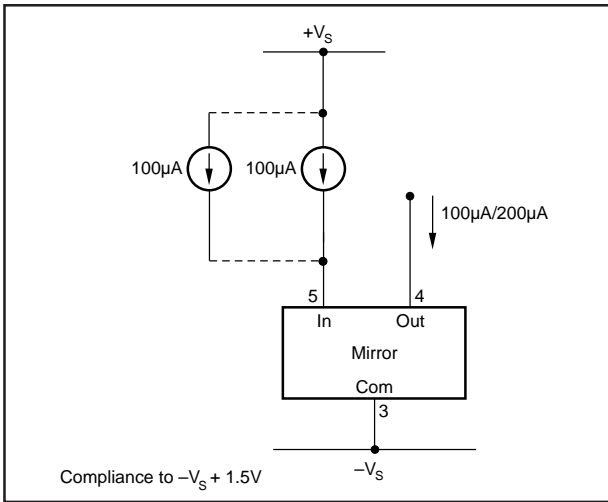 +VS
100µA
100µA
100µA/200µA
5
4
In
Out
Mirror
Com
3
–VS
Compliance to –VS + 1.5V